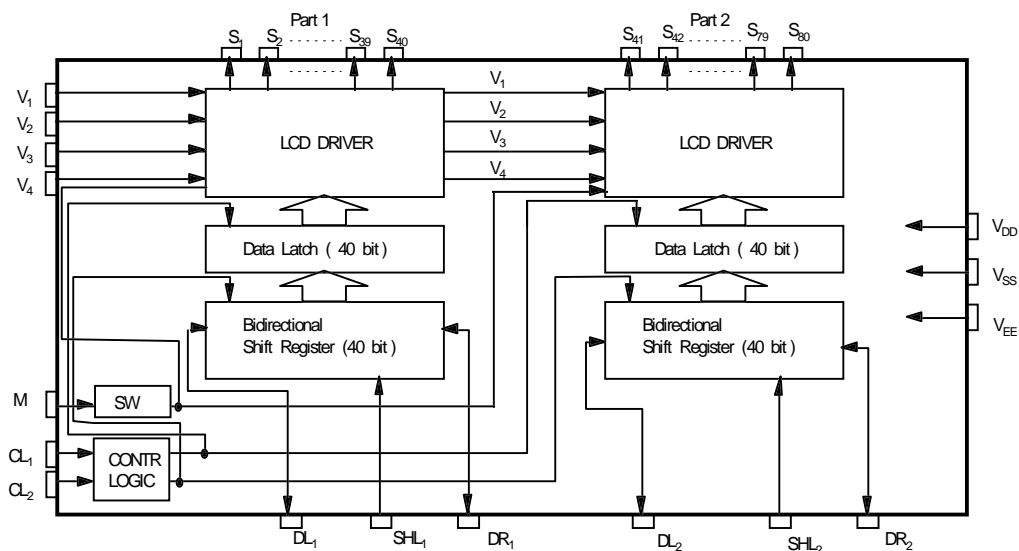 Part 1
Part 2
S1 S2 ........ S39 S40
S41 S42 ........ S79 S80
........
........
V1
V2
V3
V4
LCD DRIVER
V1
V2
V3
V4
LCD DRIVER
Data Latch ( 40 bit )
Data Latch ( 40 bit )
VDD
VSS
VEE
Bidirectional
Shift Register (40 bit )
Bidirectional
Shift Register (40 bit )
M
SW
CL1
CL2
CONTR
LOGIC
DL1
SHL1
DR1
DL2
SHL2
DR2